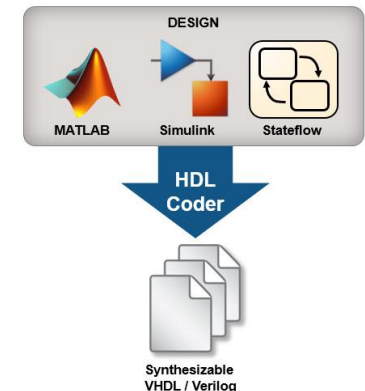 DESIGN
MATLAB Simulink Stateflow
HDL
Coder
Synthesizable
VHDL / Verilog